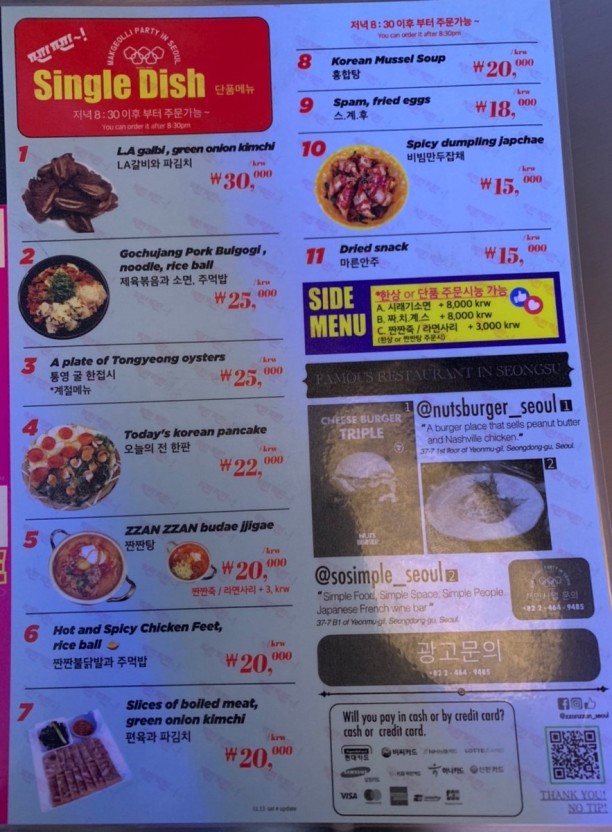 짠짠~!
MAKGEOLLI PARTY IN SEOUL
Single Dish 단품메뉴
저녁 8 : 30 이후 부터 주문가능 ~
You can order it after 8:30pm
1
L.A galbi , green onion kimchi
LA갈비와 파김치
/krw
₩30,000
2
Gochujang Pork Bulgogi ,
noodle, rice ball
제육볶음과 소면, 주먹밥
/krw
₩25,000
3
A plate of Tongyeong oysters
통영 굴 한접시
*계절메뉴
/krw
₩25,000
4
Today's korean pancake
오늘의 전 한판
/krw
₩22,000
5
ZZAN ZZAN budae jjigae
짠짠탕
/krw
₩20,000
짠짠죽 / 라면사리 + 3, krw
6
Hot and Spicy Chicken Feet,
rice ball
짠짠불닭발과 주먹밥
/krw
₩20,000
7
Slices of boiled meat,
green onion kimchi
편육과 파김치
/krw
₩20,000
저녁 8 : 30 이후 부터 주문가능 ~
You can order it after 8:30pm
8
Korean Mussel Soup
홍합탕
/krw
₩20,000
9
Spam, fried eggs
스.계.후
/krw
₩18,000
10
Spicy dumpling japchae
비빔만두잡채
/krw
₩15,000
11
Dried snack
마른안주
/krw
₩15,000
SIDE
MENU
*한상 or 단품 주문시능 가능
A. 시래기소면 + 8,000 krw
B. 짜.치.계.스 + 8,000 krw
C. 짠짠죽 / 라면사리 + 3,000 krw
(한상 or 짠짠탕 주문시)
FAMOUS RESTAURANT IN SEONGSU
1
CHEESE BURGER
TRIPLE
@nutsburger_seoul 1
"A burger place that sells peanut butter
and Nashville chicken."
37-7 1st floor of Yeonmu-gil, Seongdong-gu, Seoul.
2
@sosimple_seoul 2
"Simple Food, Simple Space, Simple People.
Japanese French wine bar"
37-7 B1 of Yeonmu-gil, Seongdong-gu, Seoul
+82 2 - 464 - 9485
광고문의
+82 2 - 464 - 9485
Will you pay in cash or by credit card?
cash or credit card.
현대카드
비씨카드
NH농협카드
SAMSUNG
하나카드
신한카드
VISA
JCB
@zzanzzan_seoul
THANK YOU!
NO TIP!